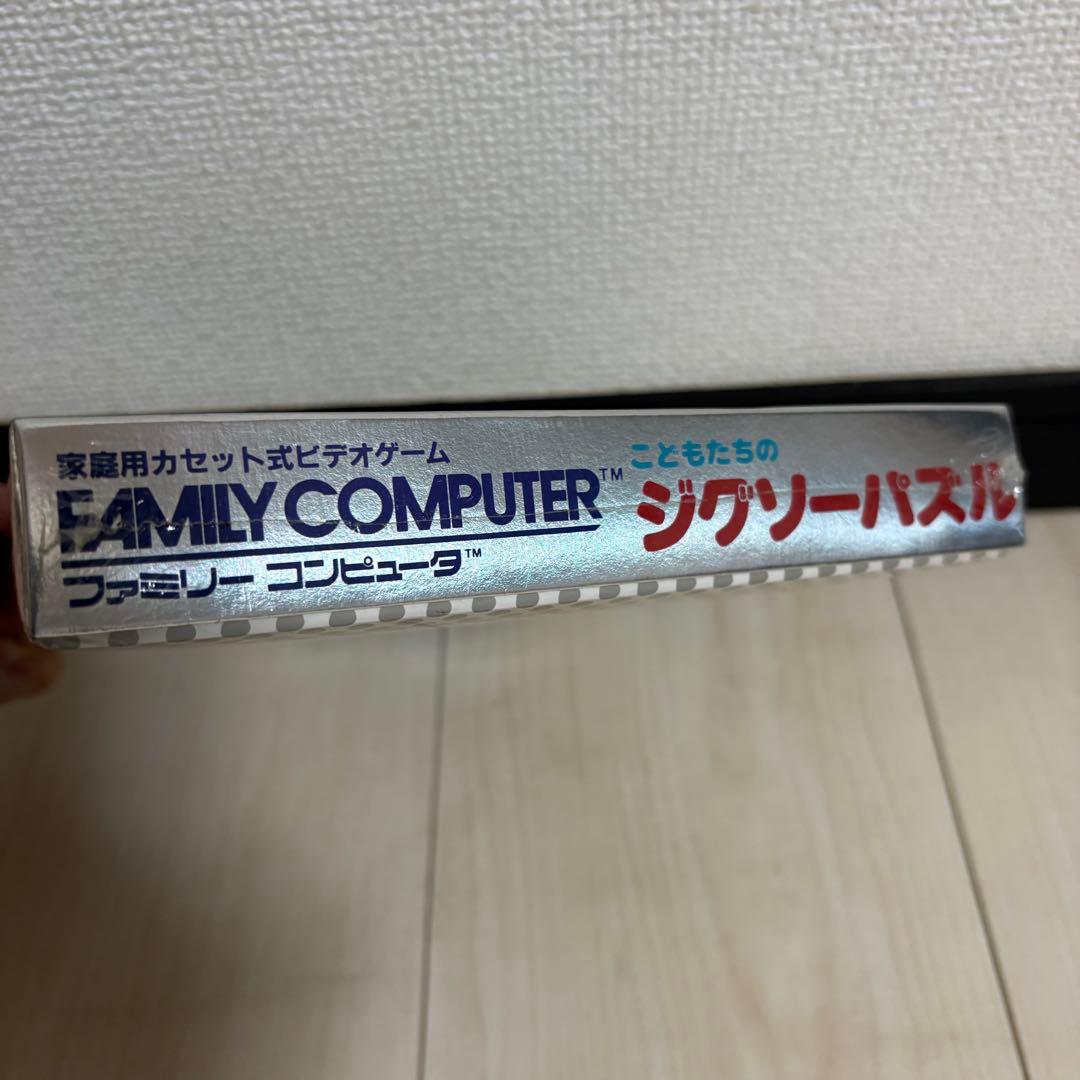 家庭用カセット式ビデオゲーム
FAMILY COMPUTER™
ファミリー コンピュータ™
こどもたちの
ジグソーパズル